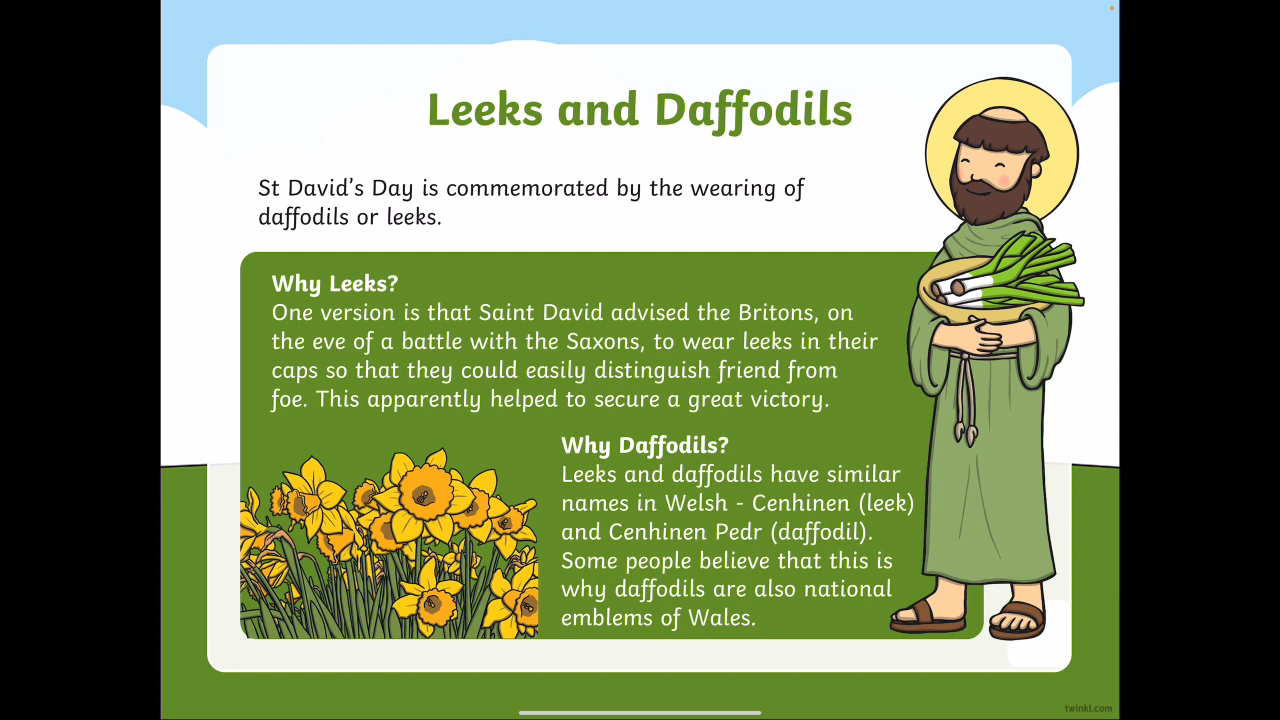 Leeks and Daffodils
St David's Day is commemorated by the wearing of
daffodils or leeks.
Why Leeks?
One version is that Saint David advised the Britons, on
the eve of a battle with the Saxons, to wear leeks in their
caps so that they could easily distinguish friend from
foe. This apparently helped to secure a great victory.
Why Daffodils?
Leeks and daffodils have similar
names in Welsh - Cenhinen (leek)
and Cenhinen Pedr (daffodil).
Some people believe that this is
why daffodils are also national
emblems of Wales.
twinkl.com